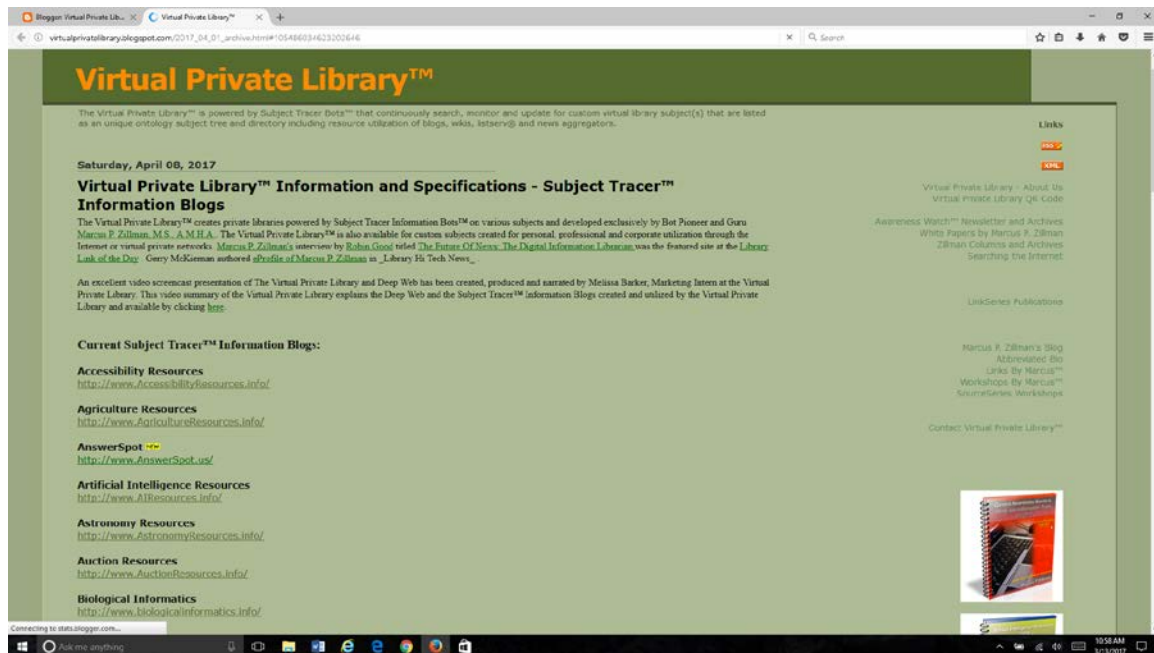 Blogger: Virtual Private Lib...
Virtual Private Library™
virtualprivatelibrary.blogspot.com/2017_04_01_archive.html#105486034623202646
Search
Virtual Private Library™
The Virtual Private Library™ is powered by Subject Tracer Bots™ that continuously search, monitor and update for custom virtual library subject(s) that are listed
as an unique ontology subject tree and directory including resource utilization of blogs, wikis, listserv® and news aggregators.
Saturday, April 08, 2017
Virtual Private Library™ Information and Specifications - Subject Tracer™
Information Blogs
The Virtual Private Library™ creates private libraries powered by Subject Tracer Information Bots™ on various subjects and developed exclusively by Bot Pioneer and Guru
Marcus P. Zillman, M.S., A.M.H.A.. The Virtual Private Library™ is also available for custom subjects created for personal, professional and corporate utilization through the
Internet or virtual private networks. Marcus P. Zillman's interview by Robin Good titled The Future Of News: The Digital Information Librarian was the featured site at the Library
Link of the Day. Gerry McKiernan authored eProfile of Marcus P. Zillman in _Library Hi Tech News_.
An excellent video screencast presentation of The Virtual Private Library and Deep Web has been created, produced and narrated by Melissa Barker, Marketing Intern at the Virtual
Private Library. This video summary of the Virtual Private Library explains the Deep Web and the Subject Tracer™ Information Blogs created and utilized by the Virtual Private
Library and available by clicking here.
Current Subject Tracer™ Information Blogs:
Accessibility Resources
http://www.AccessibilityResources.info/
Agriculture Resources
http://www.AgricultureResources.info/
AnswerSpot NEW
http://www.AnswerSpot.us/
Artificial Intelligence Resources
http://www.AIResources.info/
Astronomy Resources
http://www.AstronomyResources.info/
Auction Resources
http://www.AuctionResources.info/
Biological Informatics
http://www.biologicalinformatics.info/
Links
RSS
XML
Virtual Private Library - About Us
Virtual Private Library QR Code
Awareness Watch™ Newsletter and Archives
White Papers by Marcus P. Zillman
Zillman Columns and Archives
Searching the Internet
LinkSeries Publications
Marcus P. Zillman's Blog
Abbreviated Bio
Links By Marcus™
Workshops By Marcus™
SourceSeries Workshops
Contact Virtual Private Library™
Connecting to stats.blogger.com...
Ask me anything
10:58 AM
3/13/2017